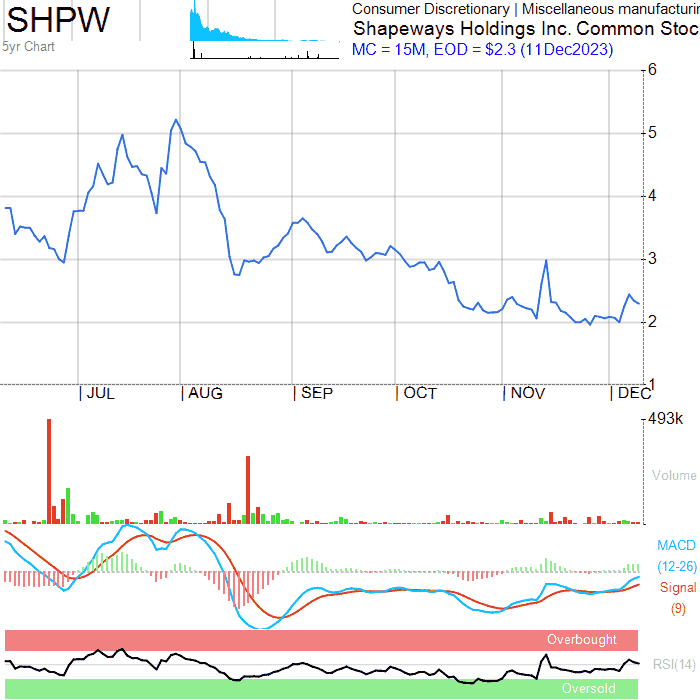 SHPW
5yr Chart
Consumer Discretionary | Miscellaneous manufacturin
Shapeways Holdings Inc. Common Stoc
MC = 15M, EOD = $2.3 (11Dec2023)
6
5
4
3
2
1
| JUL | AUG | SEP | OCT | NOV | DEC
493k
Volume
MACD
(12-26)
Signal
(9)
Overbought
RSI(14)
Oversold